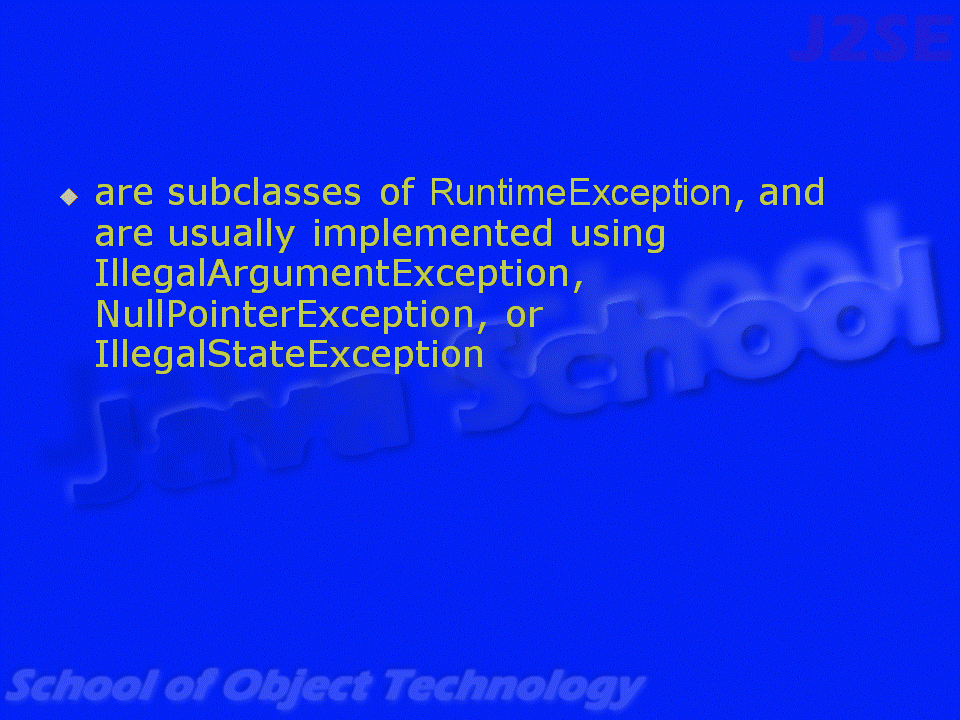 J2SE
are subclasses of RuntimeException, and
are usually implemented using
IllegalArgumentException,
NullPointerException, or
IllegalStateException
Java School
School of Object Technology